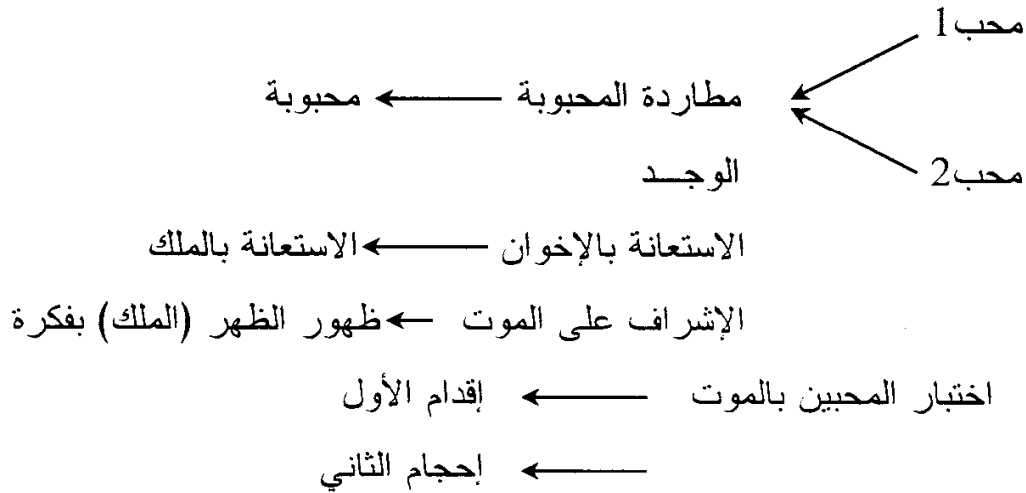 محب1
مطاردة المحبوبة ← محبوبة
محب2
الوجـــد
الاستعانة بالإخوان ← الاستعانة بالملك
الإشراف على الموت ← ظهور الظهر (الملك) بفكرة
اختبار المحبين بالموت ← إقدام الأول
← إحجام الثاني